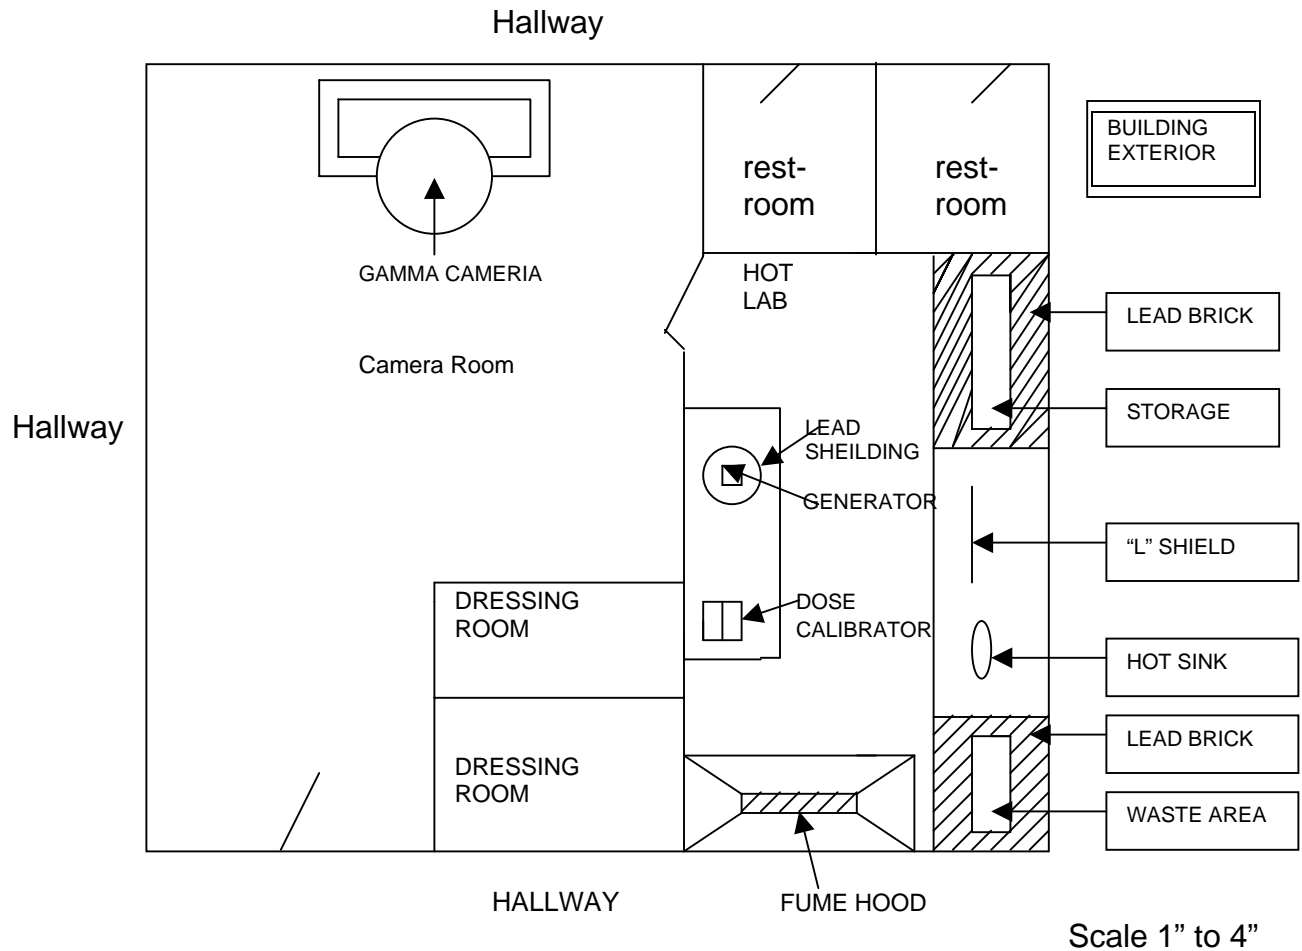 Hallway
BUILDING
EXTERIOR
rest-
room
rest-
room
GAMMA CAMERIA
HOT
LAB
LEAD BRICK
Camera Room
STORAGE
Hallway
LEAD
SHEILDING
GENERATOR
“L” SHIELD
DRESSING
ROOM
DOSE
CALIBRATOR
HOT SINK
LEAD BRICK
DRESSING
ROOM
WASTE AREA
HALLWAY
FUME HOOD
Scale 1” to 4”